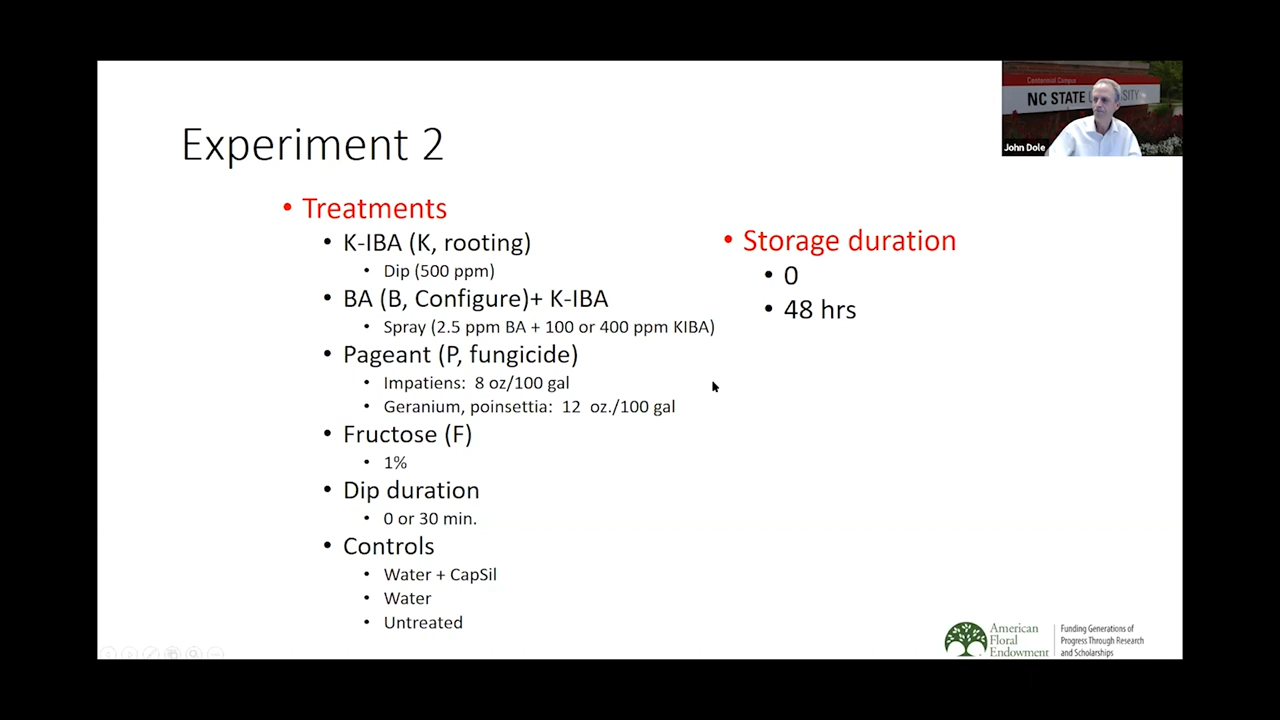 Centennial Campus
NC STATE
John Dole
Experiment 2
• Treatments
• K-IBA (K, rooting)
• Dip (500 ppm)
• BA (B, Configure)+ K-IBA
• Spray (2.5 ppm BA + 100 or 400 ppm KIBA)
• Pageant (P, fungicide)
• Impatiens: 8 oz/100 gal
• Geranium, poinsettia: 12 oz./100 gal
• Fructose (F)
• 1%
• Dip duration
• 0 or 30 min.
• Controls
• Water + CapSil
• Water
• Untreated
• Storage duration
• 0
• 48 hrs
American
Floral
Endowment
Funding Generations of
Progress Through Research
and Scholarships